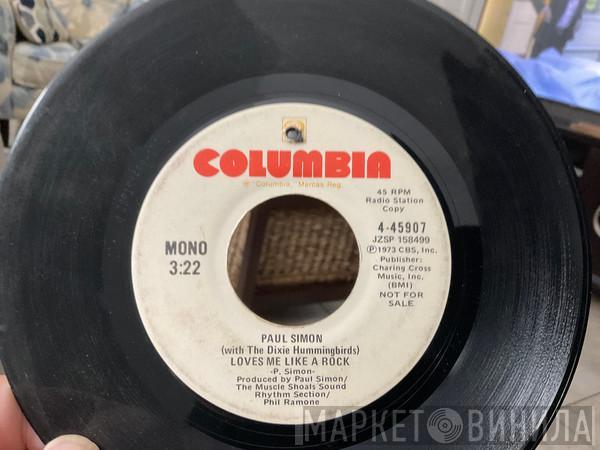 COLUMBIA
® Columbia, Marcas Reg.
45 RPM
Radio Station
Copy
4-45907
JZSP 158499
Ⓟ1973 CBS, Inc.
Publisher:
Charing Cross
Music, Inc.
(BMI)
NOT FOR
SALE
MONO
3:22
PAUL SIMON
(with The Dixie Hummingbirds)
LOVES ME LIKE A ROCK
-P. Simon-
Produced by Paul Simon/
The Muscle Shoals Sound
Rhythm Section/
Phil Ramone
МАРКЕТ ВИНИЛА